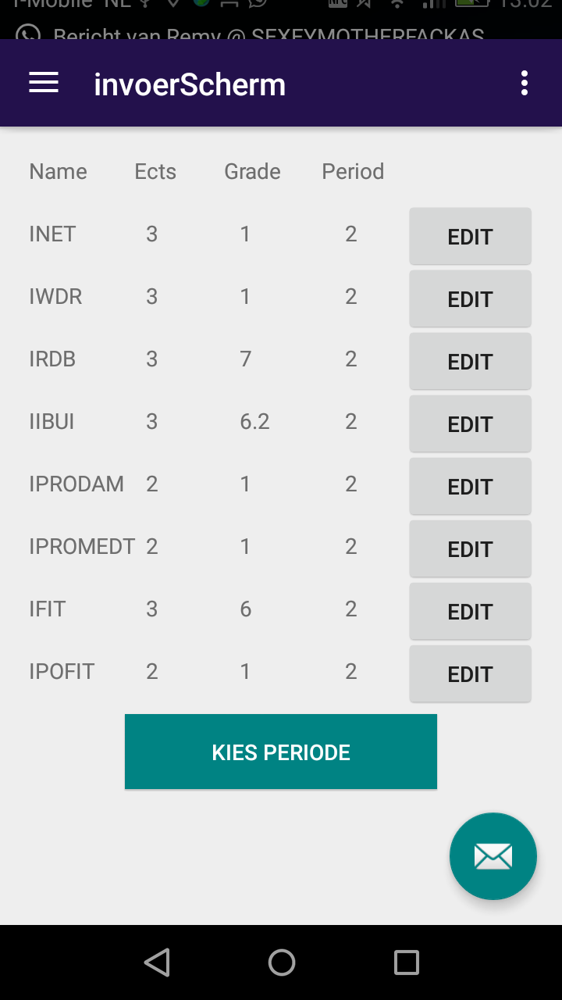 T-Mobile NL 13:02
Bericht van Remy @ SEXEYMOTHERFACKAS
invoerScherm
Name Ects Grade Period
INET 3 1 2 EDIT
IWDR 3 1 2 EDIT
IRDB 3 7 2 EDIT
IIBUI 3 6.2 2 EDIT
IPRODAM 2 1 2 EDIT
IPROMEDT 2 1 2 EDIT
IFIT 3 6 2 EDIT
IPOFIT 2 1 2 EDIT
KIES PERIODE